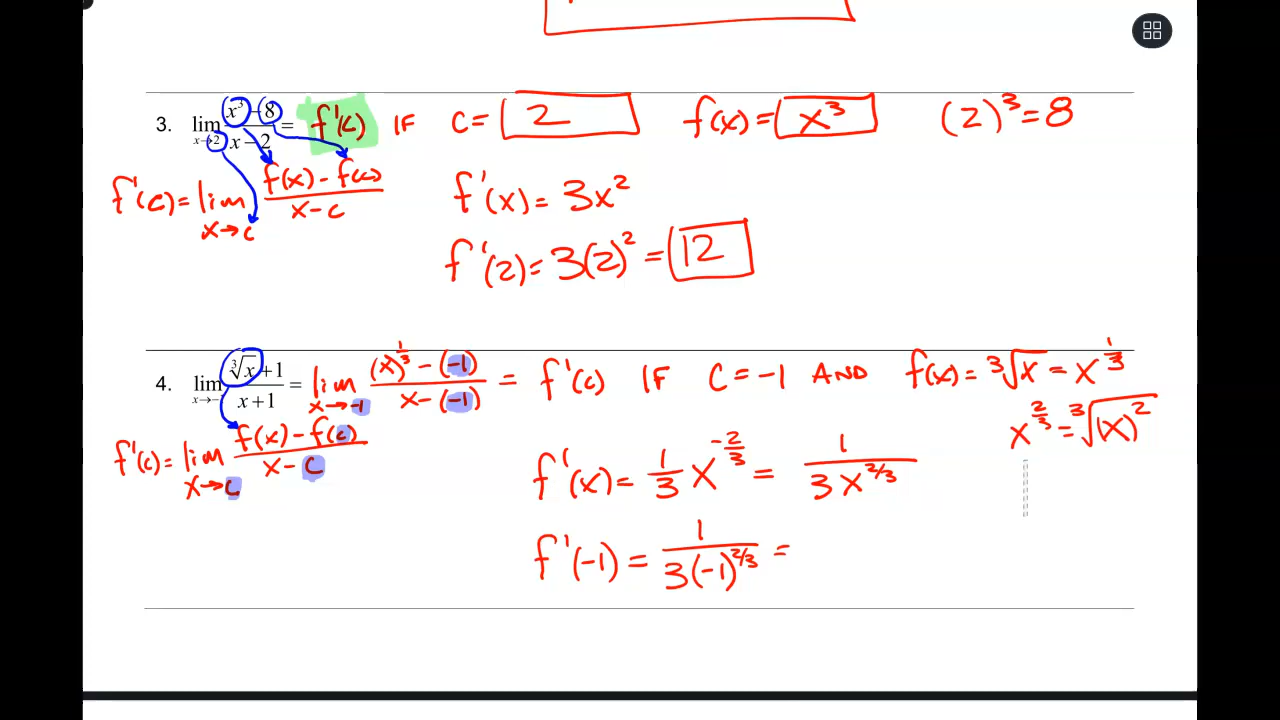 3. lim x→2 (x³ − 8)/(x − 2) = f'(c) IF C = 2 f(x) = x³ (2)³ = 8
f'(c) = lim x→c (f(x) − f(c))/(x − c)
f'(x) = 3x²
f'(2) = 3(2)² = 12
4. lim x→− (∛x + 1)/(x + 1) = lim x→−1 ((x)^(1/3) − (−1))/(x − (−1)) = f'(c) IF C = −1 AND f(x) = ∛x = x^(1/3)
x^(2/3) = ∛(x)²
f'(c) = lim x→c (f(x) − f(c))/(x − c)
f'(x) = 1/3 x^(−2/3) = 1/(3x^(2/3))
f'(−1) = 1/(3(−1)^(2/3)) =